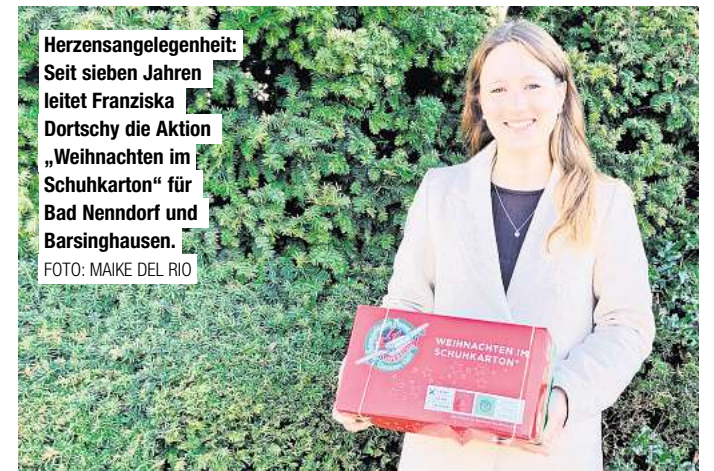 Herzensangelegenheit:
Seit sieben Jahren
leitet Franziska
Dortschy die Aktion
„Weihnachten im
Schuhkarton“ für
Bad Nenndorf und
Barsinghausen.
FOTO: MAIKE DEL RIO
WEIHNACHTEN IM
SCHUHKARTON®